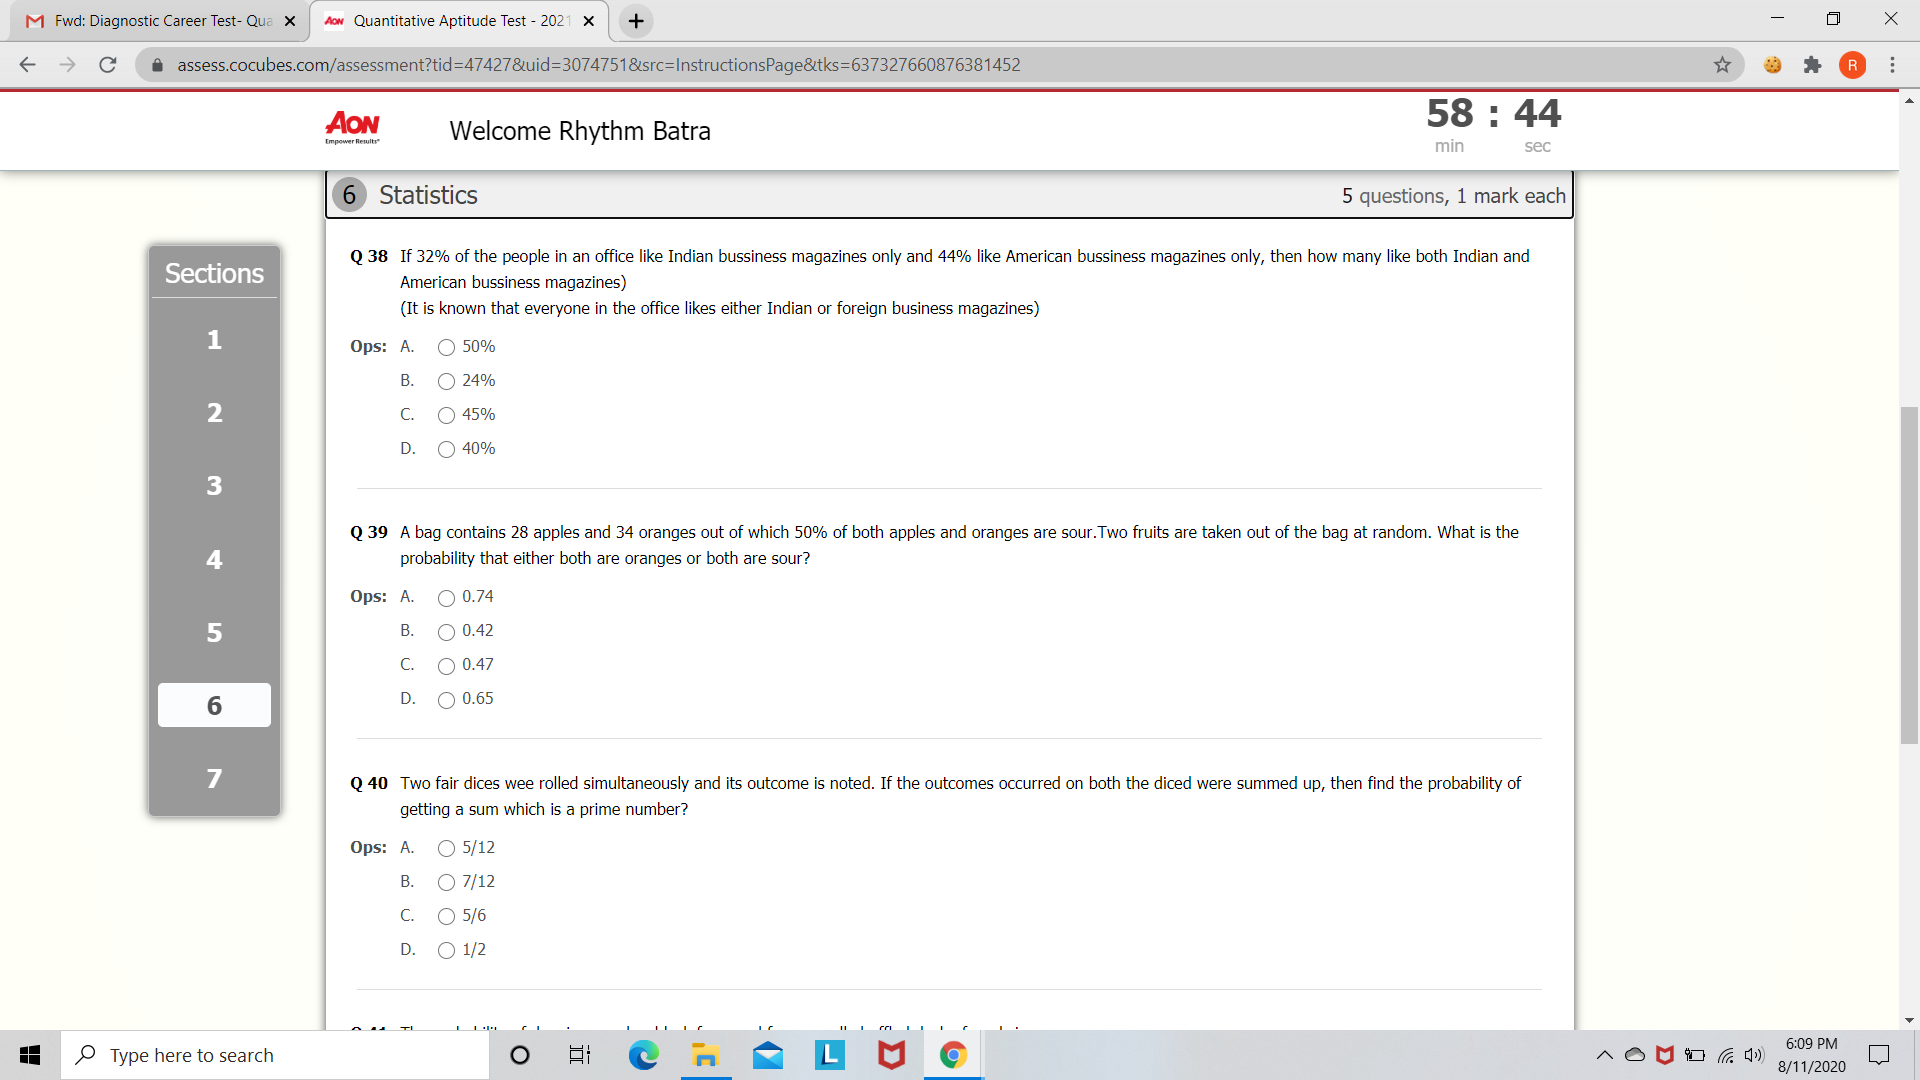 Fwd: Diagnostic Career Test- Qua
AON Quantitative Aptitude Test - 2021
assess.cocubes.com/assessment?tid=47427&uid=3074751&src=InstructionsPage&tks=637327660876381452
R
AON
Empower Results®
Welcome Rhythm Batra
58 : 44
min sec
6 Statistics
5 questions, 1 mark each
Sections
1
2
3
4
5
6
7
Q 38 If 32% of the people in an office like Indian bussiness magazines only and 44% like American bussiness magazines only, then how many like both Indian and
American bussiness magazines)
(It is known that everyone in the office likes either Indian or foreign business magazines)
Ops: A. 50%
B. 24%
C. 45%
D. 40%
Q 39 A bag contains 28 apples and 34 oranges out of which 50% of both apples and oranges are sour.Two fruits are taken out of the bag at random. What is the
probability that either both are oranges or both are sour?
Ops: A. 0.74
B. 0.42
C. 0.47
D. 0.65
Q 40 Two fair dices wee rolled simultaneously and its outcome is noted. If the outcomes occurred on both the diced were summed up, then find the probability of
getting a sum which is a prime number?
Ops: A. 5/12
B. 7/12
C. 5/6
D. 1/2
Type here to search
L
6:09 PM
8/11/2020